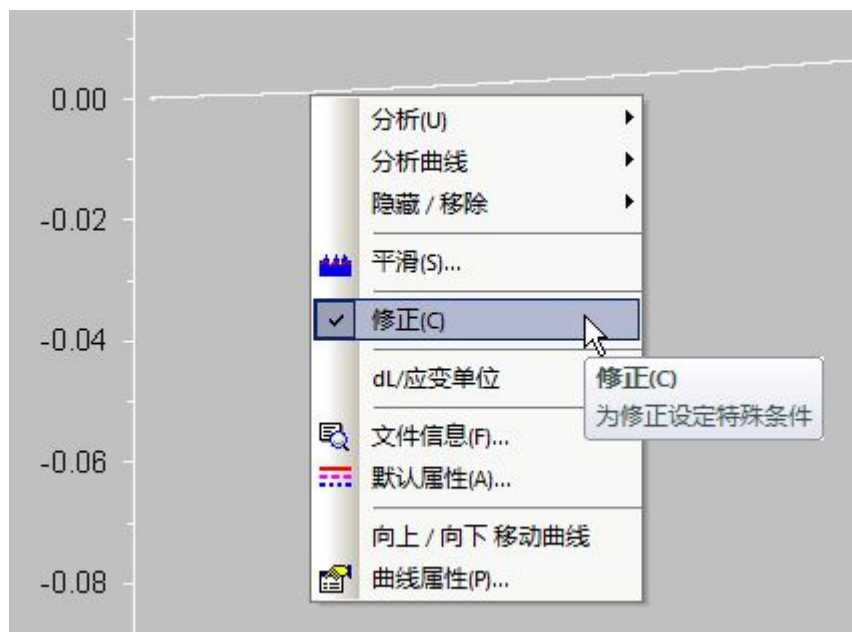 0.00
-0.02
-0.04
-0.06
-0.08
分析(U)
分析曲线
隐藏 / 移除
平滑(S)...
修正(C)
dL/应变单位
文件信息(F)...
默认属性(A)...
向上 / 向下 移动曲线
曲线属性(P)...
修正(C)
为修正设定特殊条件